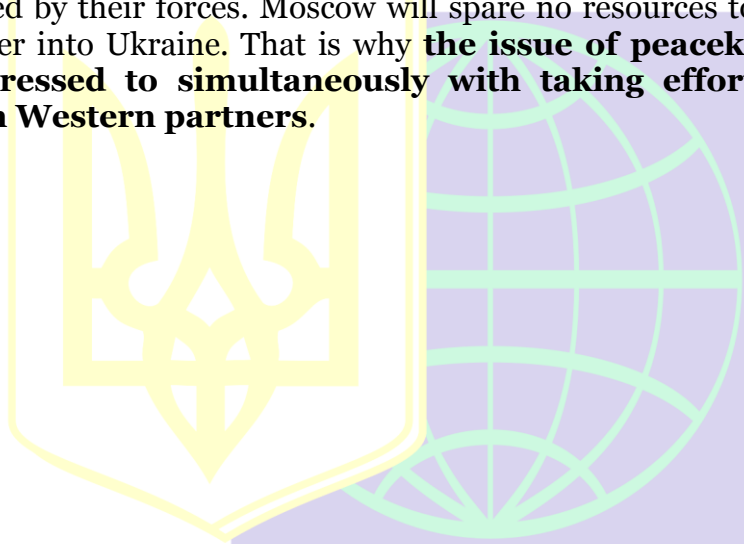 ed by their forces. Moscow will spare no resources to
er into Ukraine. That is why the issue of peacek
ressed to simultaneously with taking effor
Western partners.